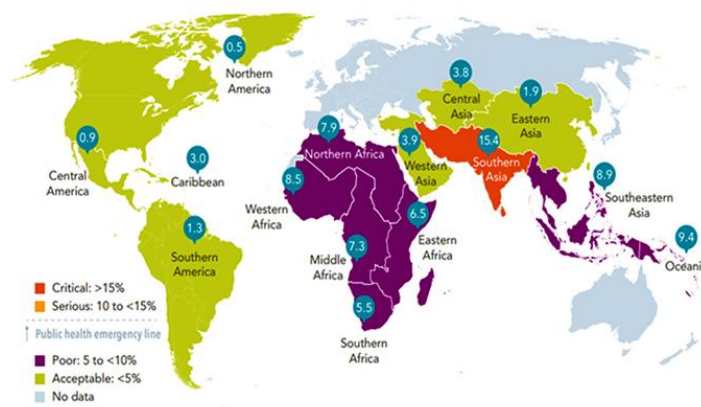 0.5
Northern
America
3.8
Central
Asia
1.9
Eastern
Asia
0.9
Central
America
3.0
Caribbean
7.9
Northern Africa
3.9
Western
Asia
15.4
Southern
Asia
8.5
Western
Africa
8.9
Southeastern
Asia
6.5
Eastern
Africa
1.3
Southern
America
7.3
Middle
Africa
9.4
Oceani
5.5
Southern
Africa
Critical: >15%
Serious: 10 to <15%
Public health emergency line
Poor: 5 to <10%
Acceptable: <5%
No data